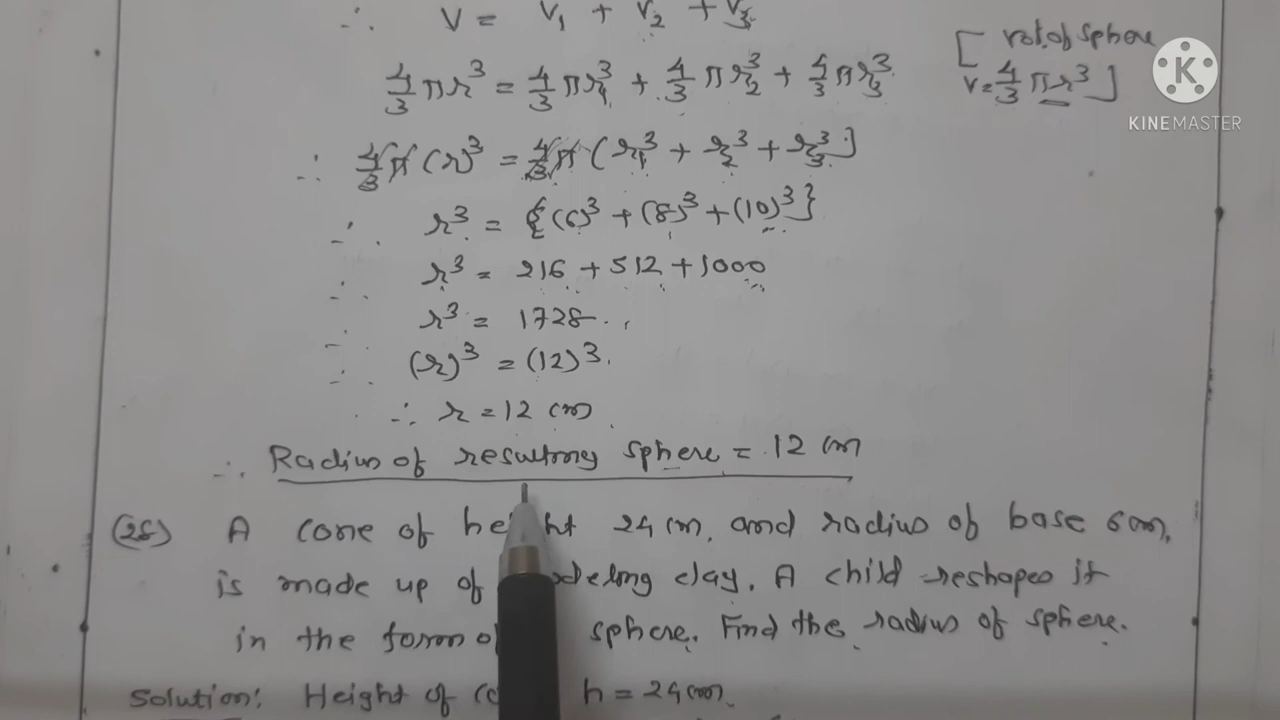 ∴ V = V₁ + V₂ + V₃
[ vol. of sphere
V = 4/3 πr³ ]
4/3 πr³ = 4/3 πr₁³ + 4/3 πr₂³ + 4/3 πr₃³
KINEMASTER
∴ 4/3 π (r)³ = 4/3 π (r₁³ + r₂³ + r₃³]
∴ r³ = {(6)³ + (8)³ + (10)³}
∴ r³ = 216 + 512 + 1000
∴ r³ = 1728
∴ (r)³ = (12)³.
∴ r = 12 cm.
∴ Radius of resulting sphere = 12 cm
(28) A cone of height 24 cm. and radius of base 6 cm.
is made up of clay. A child reshapes it
in the form of sphere. Find the radius of sphere.
Solution: Height of h = 24 cm.